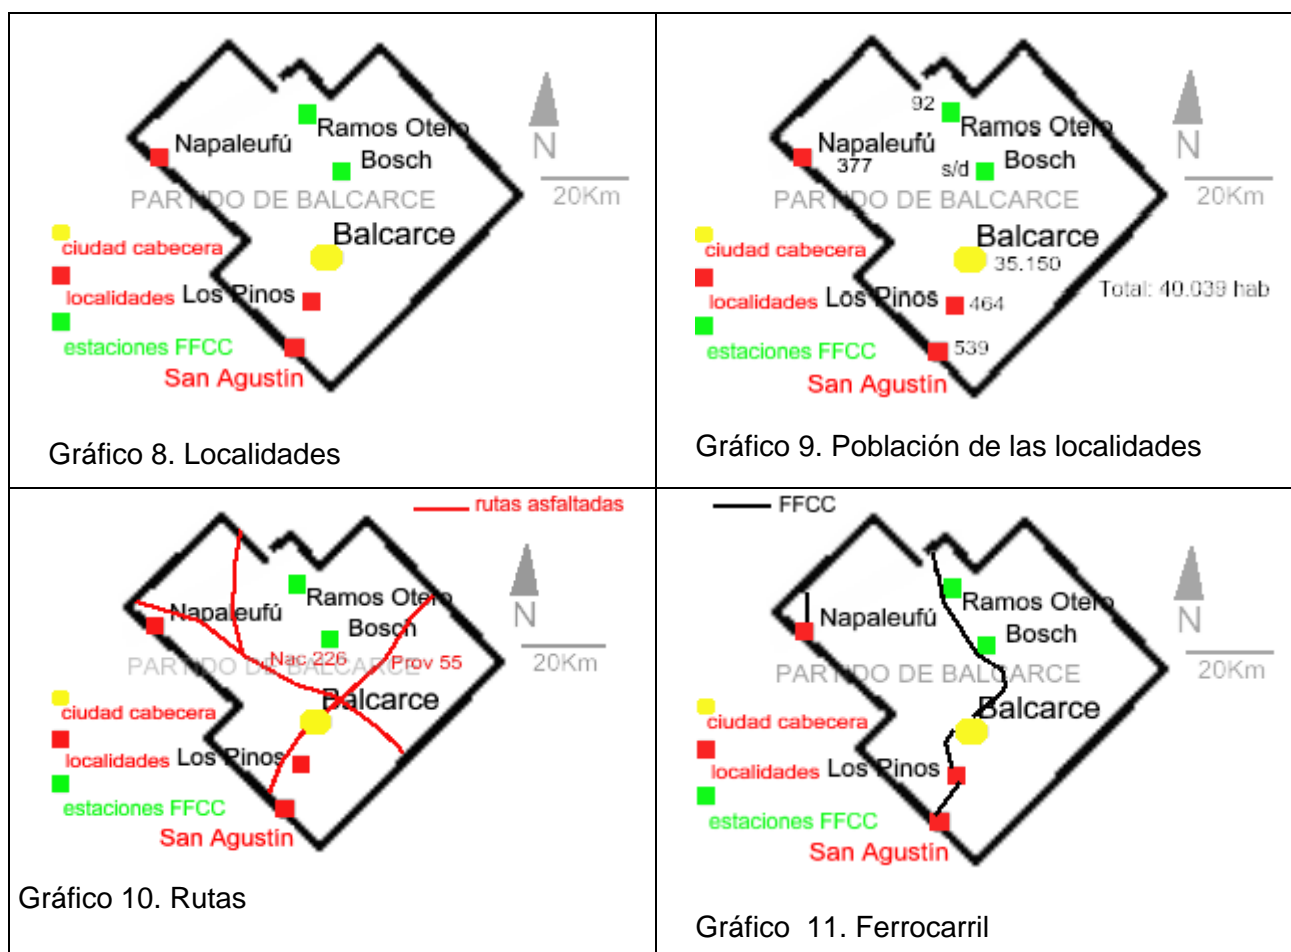 Napaleufú
Ramos Otero
Bosch
N
20Km
PARTIDO DE BALCARCE
Balcarce
ciudad cabecera
localidades
Los Pinos
estaciones FFCC
San Agustín
Gráfico 8. Localidades
92
Ramos Otero
Napaleufú
377
s/d
Bosch
N
20Km
PARTIDO DE BALCARCE
Balcarce
35.150
ciudad cabecera
Total: 40.039 hab
localidades
Los Pinos
464
estaciones FFCC
539
San Agustín
Gráfico 9. Población de las localidades
rutas asfaltadas
Napaleufú
Ramos Otero
Bosch
N
20Km
Nac 226
Prov 55
PARTIDO DE BALCARCE
Balcarce
ciudad cabecera
localidades
Los Pinos
estaciones FFCC
San Agustín
Gráfico 10. Rutas
FFCC
Napaleufú
Ramos Otero
Bosch
N
20Km
PARTIDO DE BALCARCE
Balcarce
ciudad cabecera
localidades
Los Pinos
estaciones FFCC
San Agustín
Gráfico 11. Ferrocarril